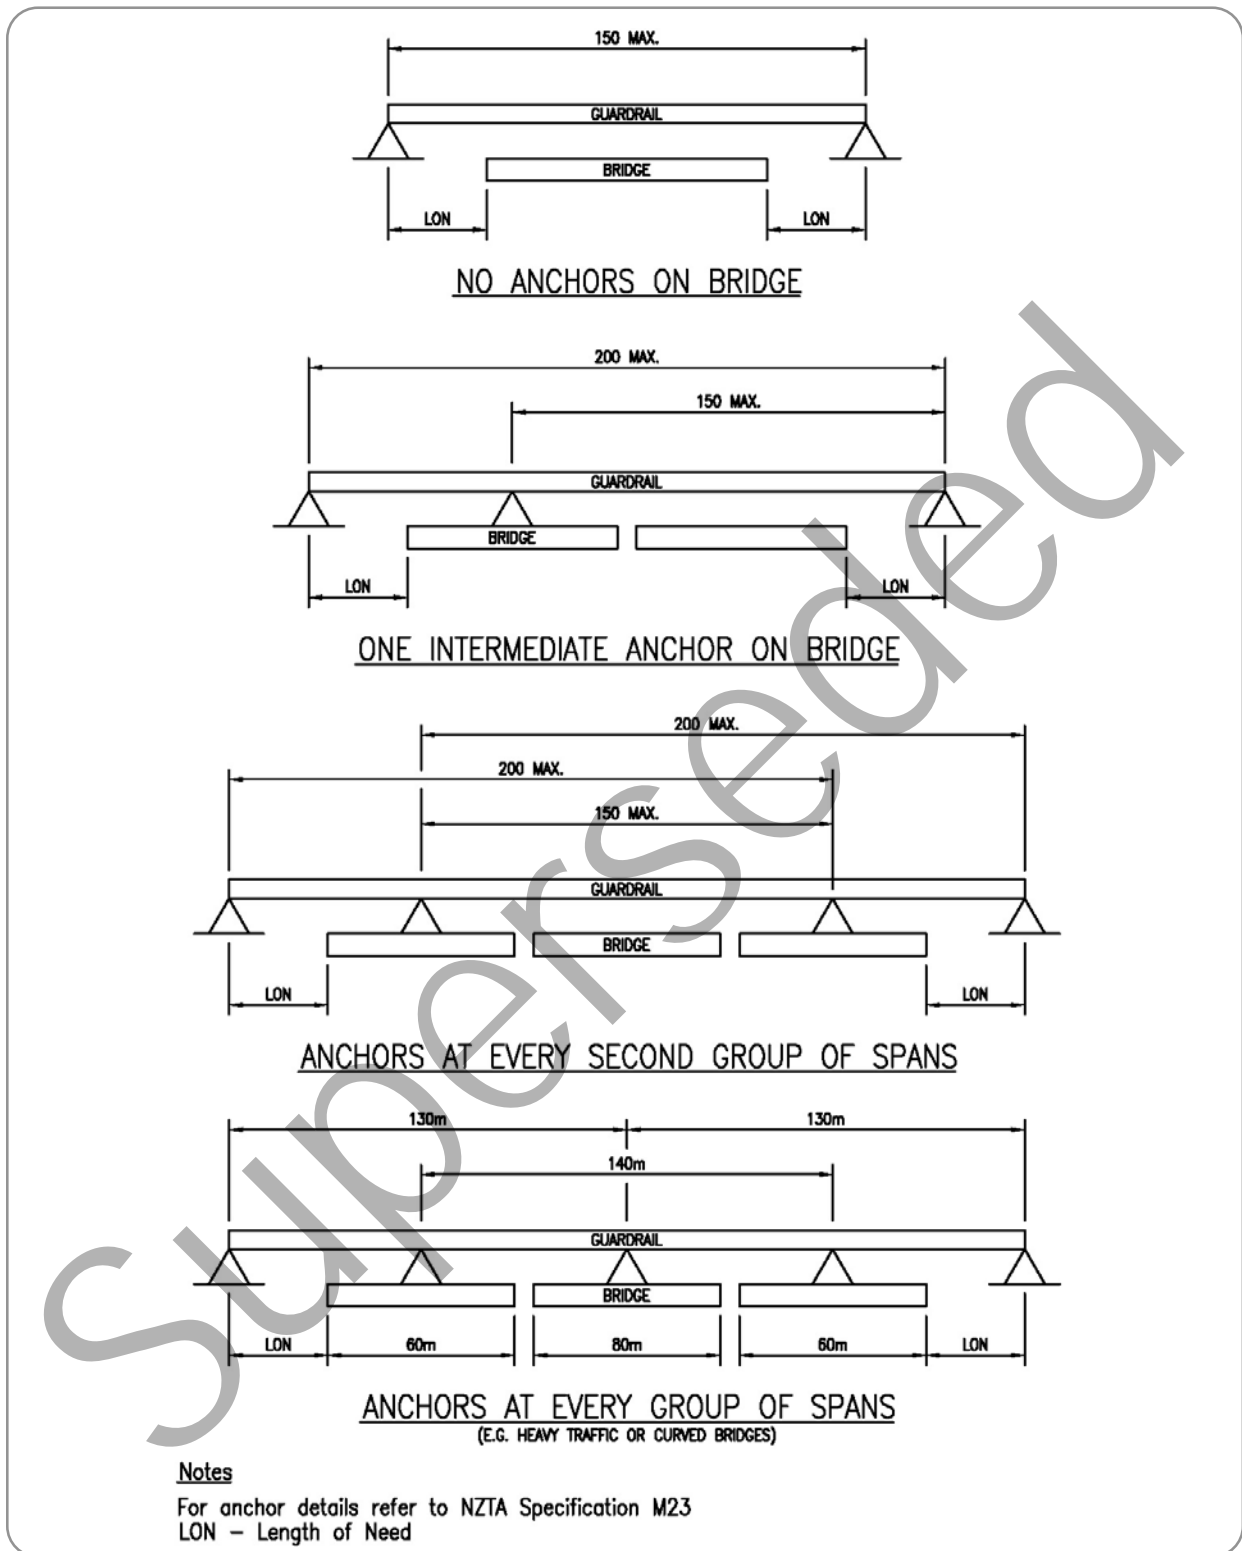 150 MAX.
GUARDRAIL
BRIDGE
LON LON
NO ANCHORS ON BRIDGE
200 MAX.
150 MAX.
GUARDRAIL
BRIDGE
LON LON
ONE INTERMEDIATE ANCHOR ON BRIDGE
200 MAX.
200 MAX.
150 MAX.
GUARDRAIL
BRIDGE
LON LON
ANCHORS AT EVERY SECOND GROUP OF SPANS
130m 130m
140m
GUARDRAIL
BRIDGE
LON 60m 80m 60m LON
ANCHORS AT EVERY GROUP OF SPANS
(E.G. HEAVY TRAFFIC OR CURVED BRIDGES)
Notes
For anchor details refer to NZTA Specification M23
LON – Length of Need
Superseded